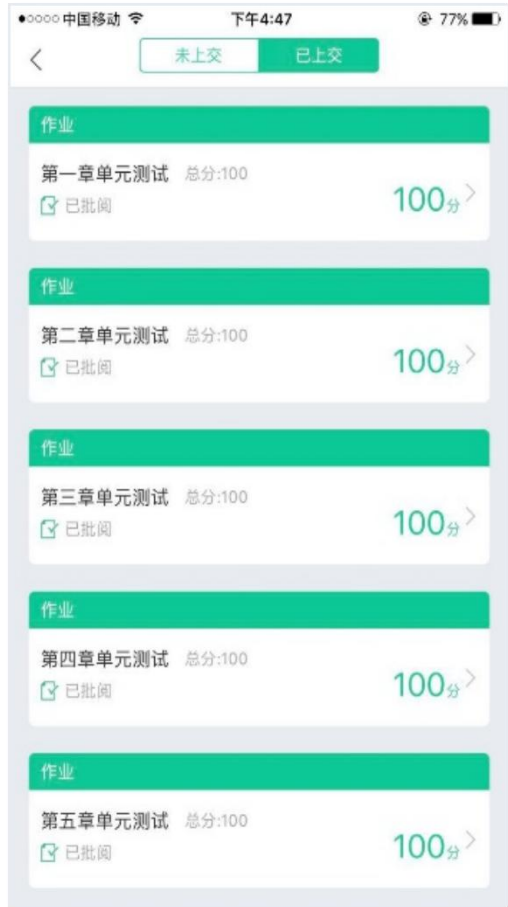 中国移动 下午4:47 77%
未上交 已上交
作业
第一章单元测试 总分:100
已批阅 100分
作业
第二章单元测试 总分:100
已批阅 100分
作业
第三章单元测试 总分:100
已批阅 100分
作业
第四章单元测试 总分:100
已批阅 100分
作业
第五章单元测试 总分:100
已批阅 100分